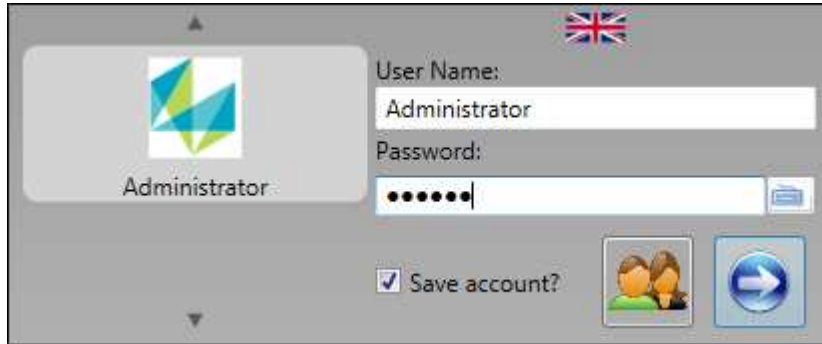 Administrator
User Name:
Administrator
Password:
••••••
Save account?